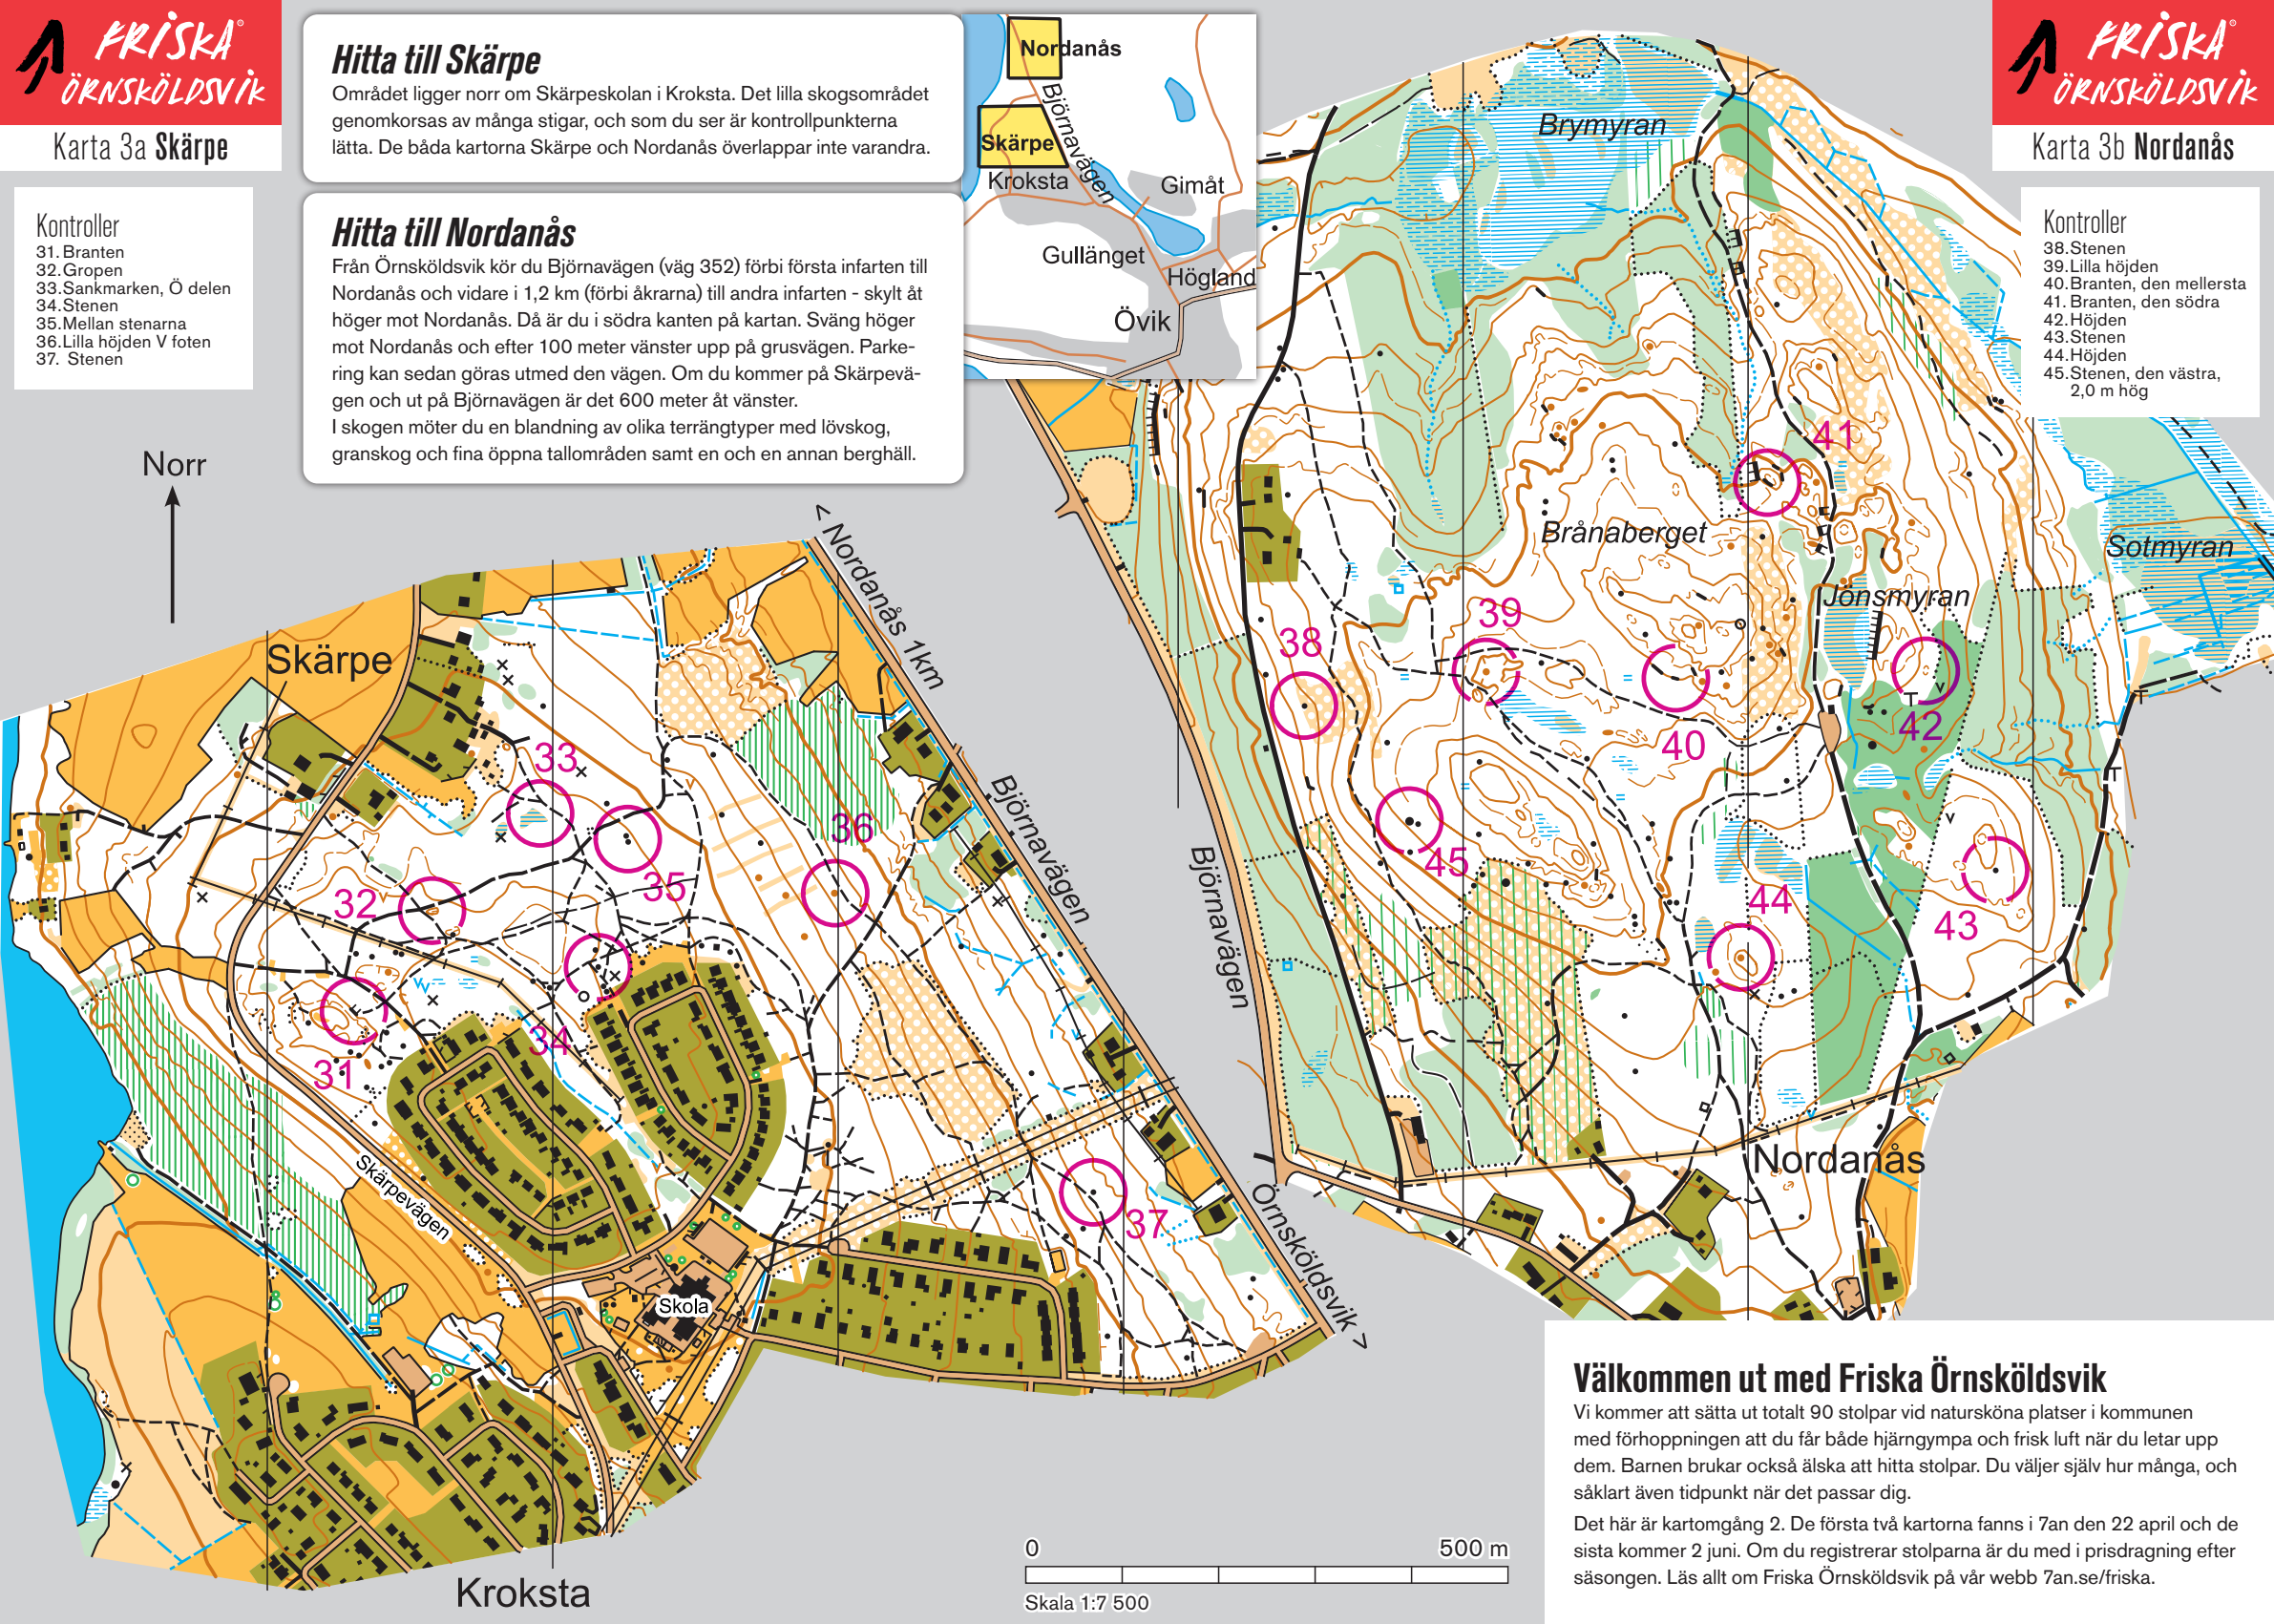 FRISKA
ÖRNSKÖLDSVIK
Karta 3a Skärpe
Kontroller
31. Branten
32. Gropen
33. Sankmarken, Ö delen
34. Stenen
35. Mellan stenarna
36. Lilla höjden V foten
37. Stenen
Norr
Hitta till Skärpe
Området ligger norr om Skärpeskolan i Kroksta. Det lilla skogsområdet
genomkorsas av många stigar, och som du ser är kontrollpunkterna
lätta. De båda kartorna Skärpe och Nordanås överlappar inte varandra.
Hitta till Nordanås
Från Örnsköldsvik kör du Björnavägen (väg 352) förbi första infarten till
Nordanås och vidare i 1,2 km (förbi åkrarna) till andra infarten - skylt åt
höger mot Nordanås. Då är du i södra kanten på kartan. Sväng höger
mot Nordanås och efter 100 meter vänster upp på grusvägen. Parke-
ring kan sedan göras utmed den vägen. Om du kommer på Skärpevä-
gen och ut på Björnavägen är det 600 meter åt vänster.
I skogen möter du en blandning av olika terrängtyper med lövskog,
granskog och fina öppna tallområden samt en och en annan berghäll.
Nordanås
Björnavägen
Skärpe
Kroksta
Gimåt
Gullänget
Högland
Övik
FRISKA
ÖRNSKÖLDSVIK
Karta 3b Nordanås
Kontroller
38. Stenen
39. Lilla höjden
40. Branten, den mellersta
41. Branten, den södra
42. Höjden
43. Stenen
44. Höjden
45. Stenen, den västra,
2,0 m hög
Brymyran
41
Brånaberget
Sotmyran
Jönsmyran
39
38
42
40
45
44
43
Björnavägen
Nordanås
< Nordanås 1km
Skärpe
33
Björnavägen
36
35
32
34
31
Skärpevägen
37
Örnsköldsvik >
Skola
Kroksta
0
500 m
Skala 1:7 500
Välkommen ut med Friska Örnsköldsvik
Vi kommer att sätta ut totalt 90 stolpar vid natursköna platser i kommunen
med förhoppningen att du får både hjärngympa och frisk luft när du letar upp
dem. Barnen brukar också älska att hitta stolpar. Du väljer själv hur många, och
såklart även tidpunkt när det passar dig.
Det här är kartomgång 2. De första två kartorna fanns i 7an den 22 april och de
sista kommer 2 juni. Om du registrerar stolparna är du med i prisdragning efter
säsongen. Läs allt om Friska Örnsköldsvik på vår webb 7an.se/friska.